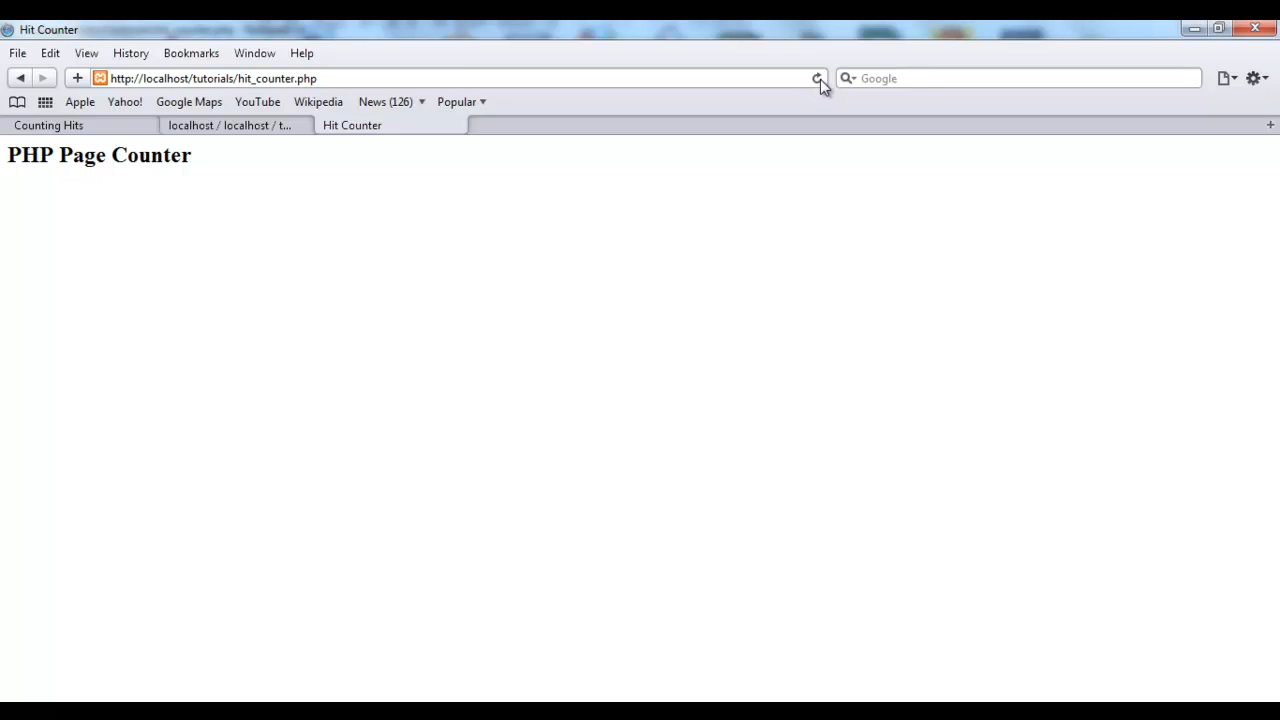 Hit Counter
File Edit View History Bookmarks Window Help
http://localhost/tutorials/hit_counter.php Google
Apple Yahoo! Google Maps YouTube Wikipedia News (126) Popular
Counting Hits localhost / localhost / t... Hit Counter
PHP Page Counter